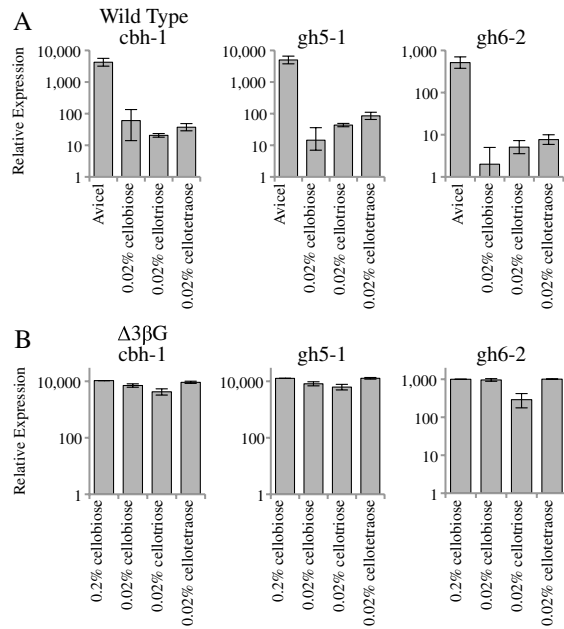 A
Wild Type
cbh-1
gh5-1
gh6-2
Relative Expression
10,000
1,000
100
10
1
10,000
1,000
100
10
1
1,000
100
10
1
Avicel
0.02% cellobiose
0.02% cellotriose
0.02% cellotetraose
Avicel
0.02% cellobiose
0.02% cellotriose
0.02% cellotetraose
Avicel
0.02% cellobiose
0.02% cellotriose
0.02% cellotetraose
B
Δ3βG
cbh-1
gh5-1
gh6-2
Relative Expression
10,000
100
1
10,000
100
1
1,000
100
10
1
0.2% cellobiose
0.02% cellobiose
0.02% cellotriose
0.02% cellotetraose
0.2% cellobiose
0.02% cellobiose
0.02% cellotriose
0.02% cellotetraose
0.2% cellobiose
0.02% cellobiose
0.02% cellotriose
0.02% cellotetraose